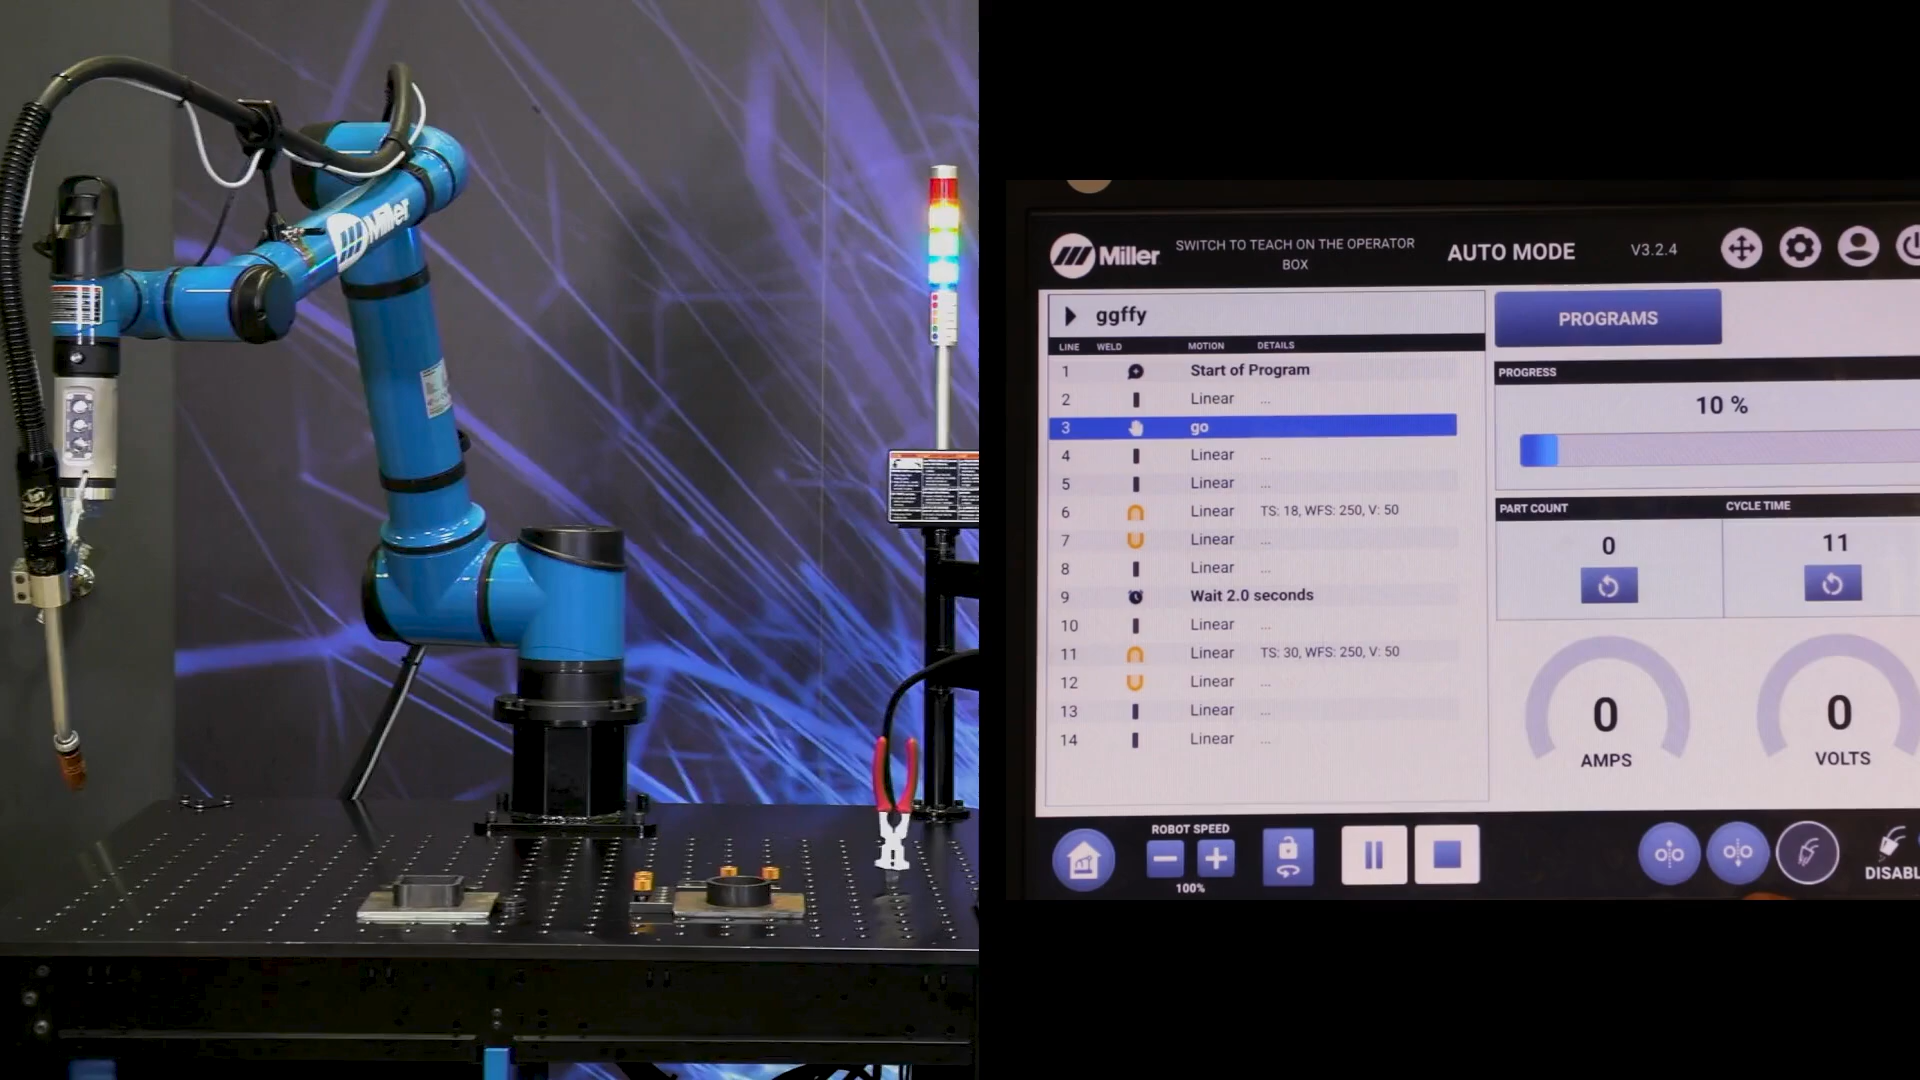 Miller
Miller
SWITCH TO TEACH ON THE OPERATOR
BOX
AUTO MODE
V3.2.4
ggffy
LINE WELD MOTION DETAILS
1 Start of Program
2 Linear ...
3 go
4 Linear ...
5 Linear ...
6 Linear TS: 18, WFS: 250, V: 50
7 Linear ...
8 Linear ...
9 Wait 2.0 seconds
10 Linear ...
11 Linear TS: 30, WFS: 250, V: 50
12 Linear ...
13 Linear ...
14 Linear ...
PROGRAMS
PROGRESS
10 %
PART COUNT CYCLE TIME
0 11
0 0
AMPS VOLTS
ROBOT SPEED
100%
DISABL